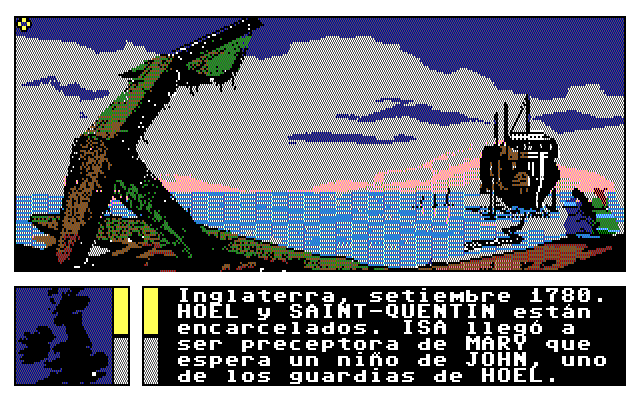 Inglaterra, setiembre 1780.
HOEL y SAINT-QUENTIN están
encarcelados. ISA llegó a
ser preceptora de MARY que
espera un niño de JOHN, uno
de los guardias de HOEL.